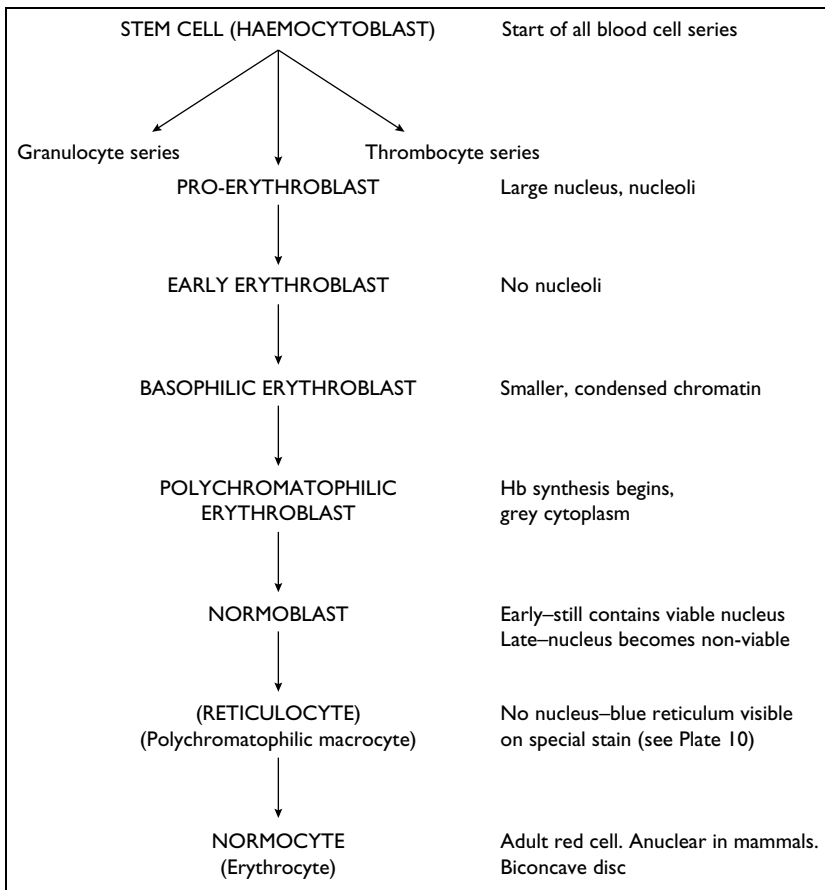 STEM CELL (HAEMOCYTOBLAST) Start of all blood cell series
Granulocyte series Thrombocyte series
PRO-ERYTHROBLAST Large nucleus, nucleoli
EARLY ERYTHROBLAST No nucleoli
BASOPHILIC ERYTHROBLAST Smaller, condensed chromatin
POLYCHROMATOPHILIC Hb synthesis begins,
ERYTHROBLAST grey cytoplasm
NORMOBLAST Early–still contains viable nucleus
Late–nucleus becomes non-viable
(RETICULOCYTE) No nucleus–blue reticulum visible
(Polychromatophilic macrocyte) on special stain (see Plate 10)
NORMOCYTE Adult red cell. Anuclear in mammals.
(Erythrocyte) Biconcave disc